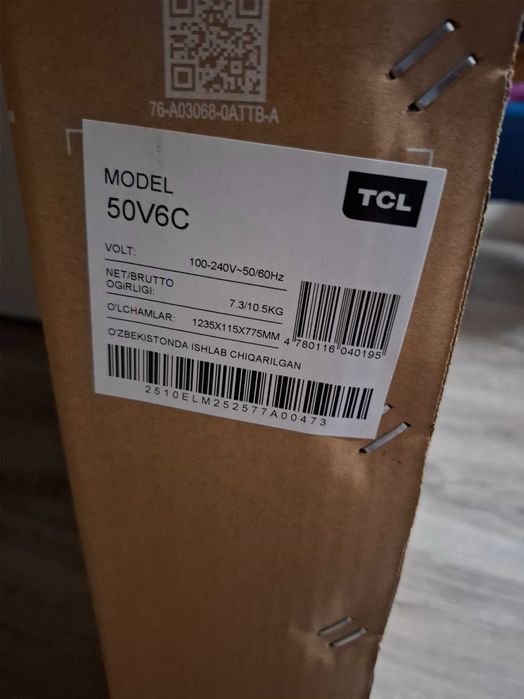 76-A03068-0ATTB-A
MODEL
50V6C
TCL
VOLT: 100-240V~50/60Hz
NET/BRUTTO
OGIRLIGI: 7.3/10.5KG
O'LCHAMLAR: 1235X115X775MM
4 780116 040195
O'ZBEKISTONDA ISHLAB CHIQARILGAN
2510ELM252577A00473